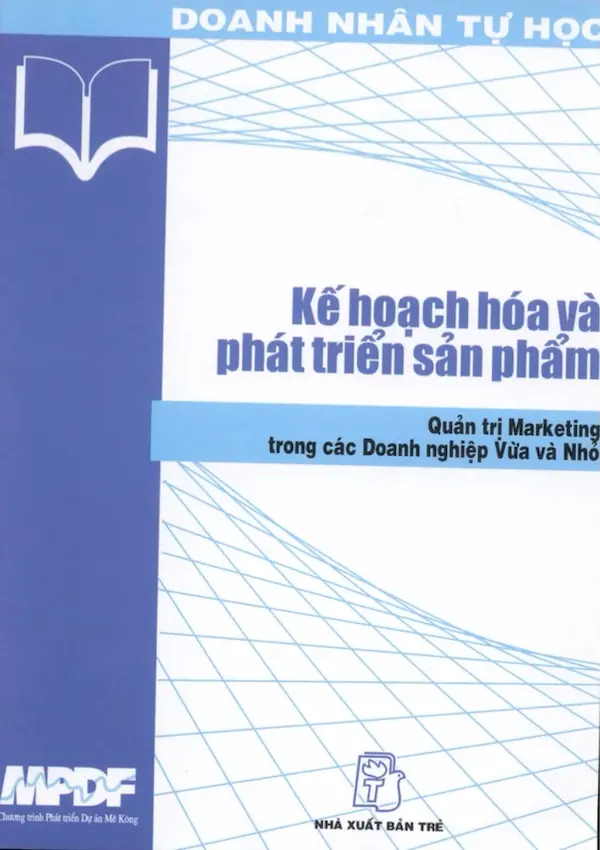 DOANH NHÂN TỰ HỌC
Kế hoạch hóa và
phát triển sản phẩm
Quản trị Marketing
trong các Doanh nghiệp Vừa và Nhỏ
MPDF
Chương trình Phát triển Dự án Mê Kông
NHÀ XUẤT BẢN TRẺ